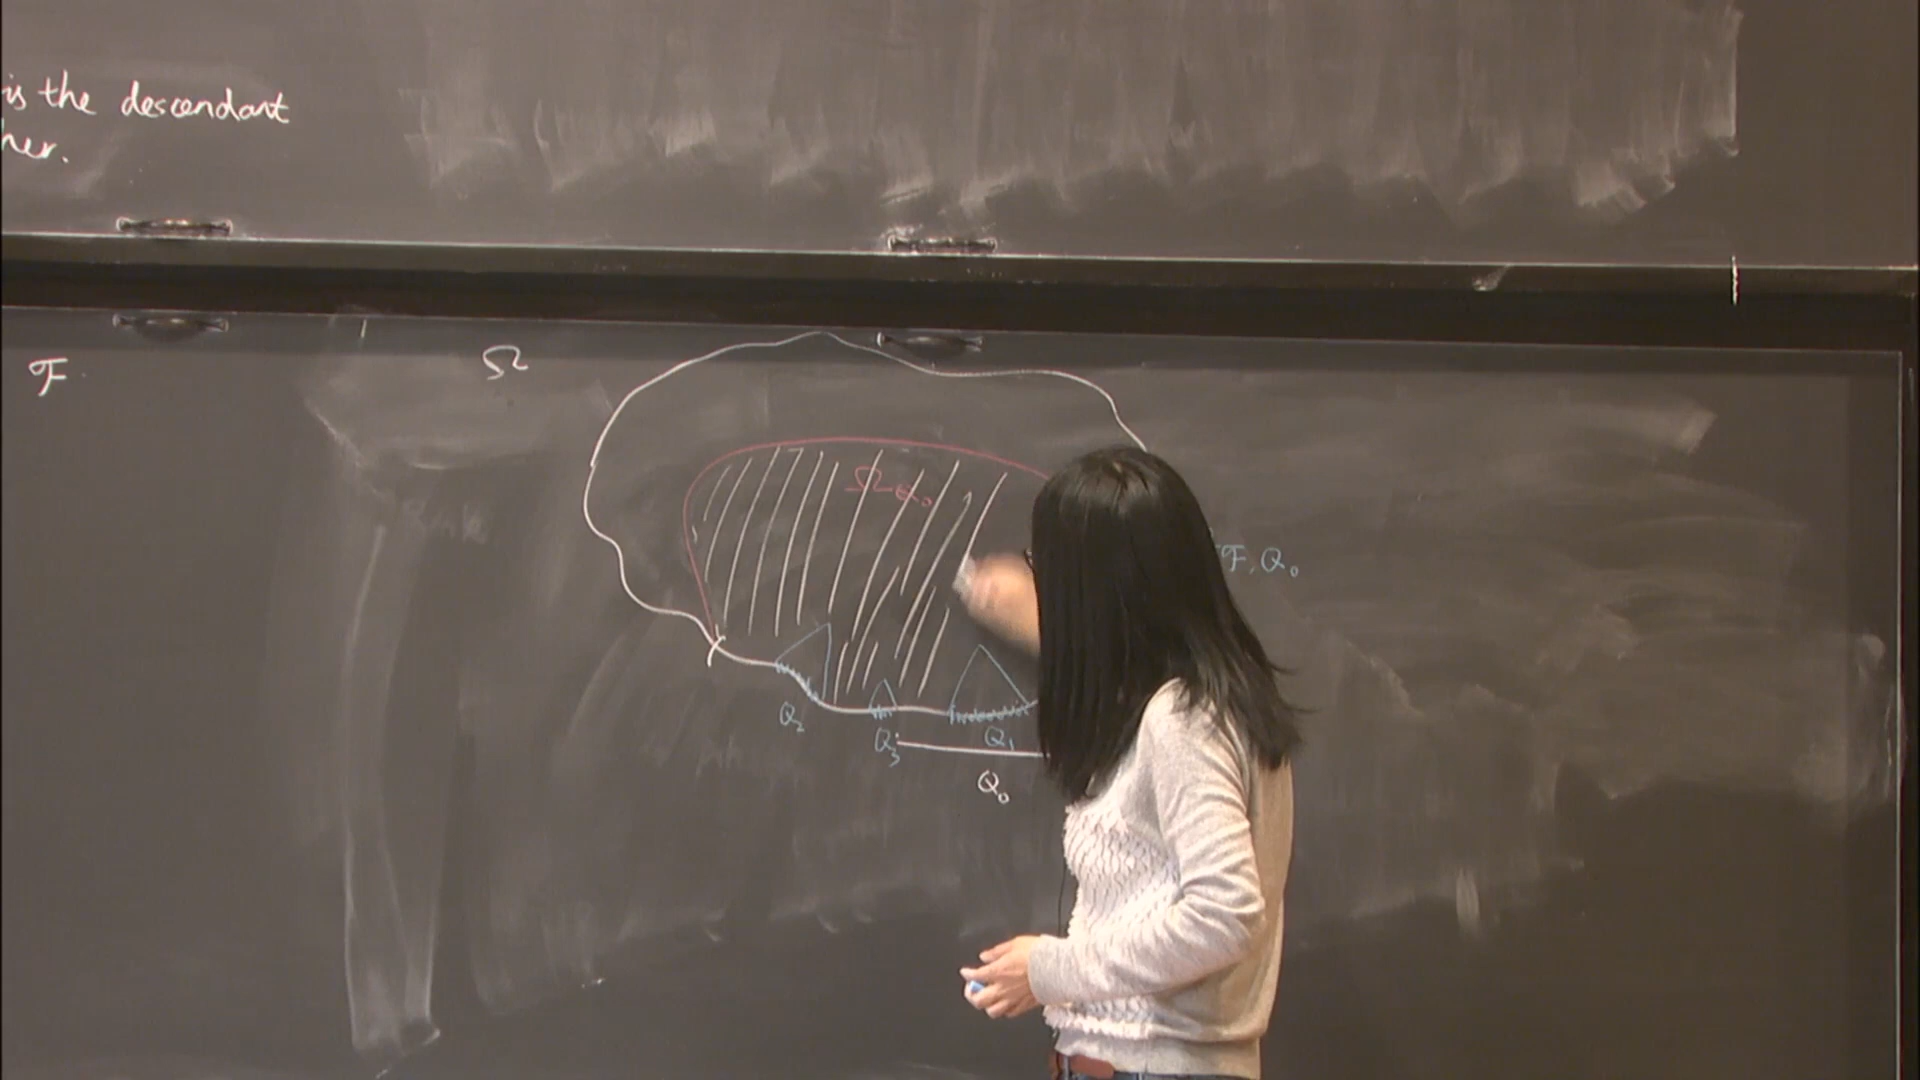 is the descendant
her.
F
Ω
Ω_{Q_0}
F, Q_0
Q_2
Q_3
Q_1
Q_0